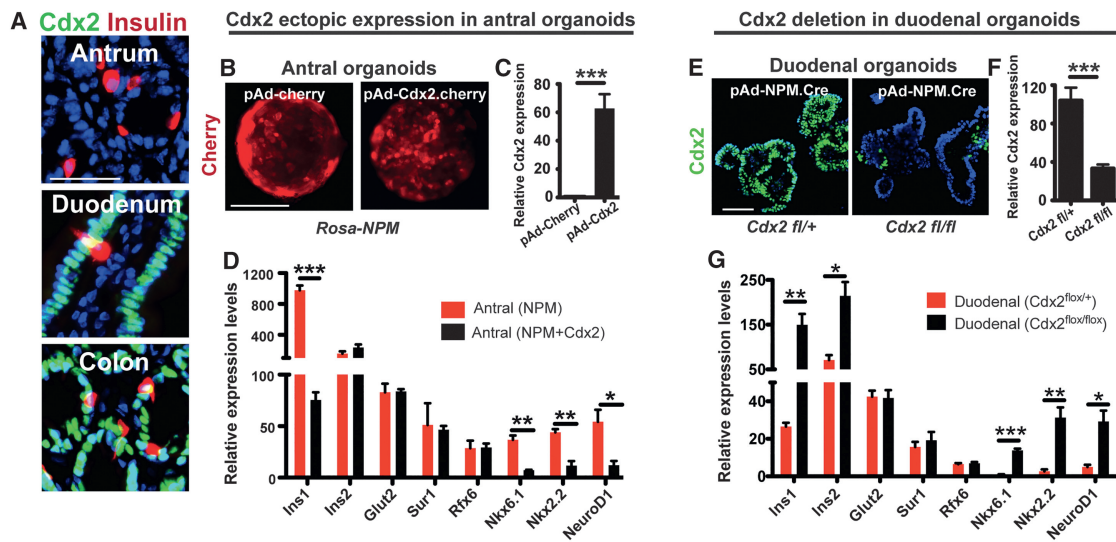 A
Cdx2 Insulin
Antrum
Duodenum
Colon
Cdx2 ectopic expression in antral organoids
B
Antral organoids
pAd-cherry
pAd-Cdx2.cherry
Cherry
Rosa-NPM
C
***
Relative Cdx2 expression
80
60
40
20
0
pAd-Cherry
pAd-Cdx2
D
Relative expression levels
1200
800
400
100
50
0
***
**
**
*
Antral (NPM)
Antral (NPM+Cdx2)
Ins1
Ins2
Glut2
Sur1
Rfx6
Nkx6.1
Nkx2.2
NeuroD1
Cdx2 deletion in duodenal organoids
E
Duodenal organoids
pAd-NPM.Cre
pAd-NPM.Cre
Cdx2
Cdx2 fl/+
Cdx2 fl/fl
F
***
Relative Cdx2 expression
120
80
40
0
Cdx2 fl/+
Cdx2 fl/fl
G
Relative expression levels
250
150
50
40
20
0
**
*
***
**
*
Duodenal (Cdx2flox/+)
Duodenal (Cdx2flox/flox)
Ins1
Ins2
Glut2
Sur1
Rfx6
Nkx6.1
Nkx2.2
NeuroD1